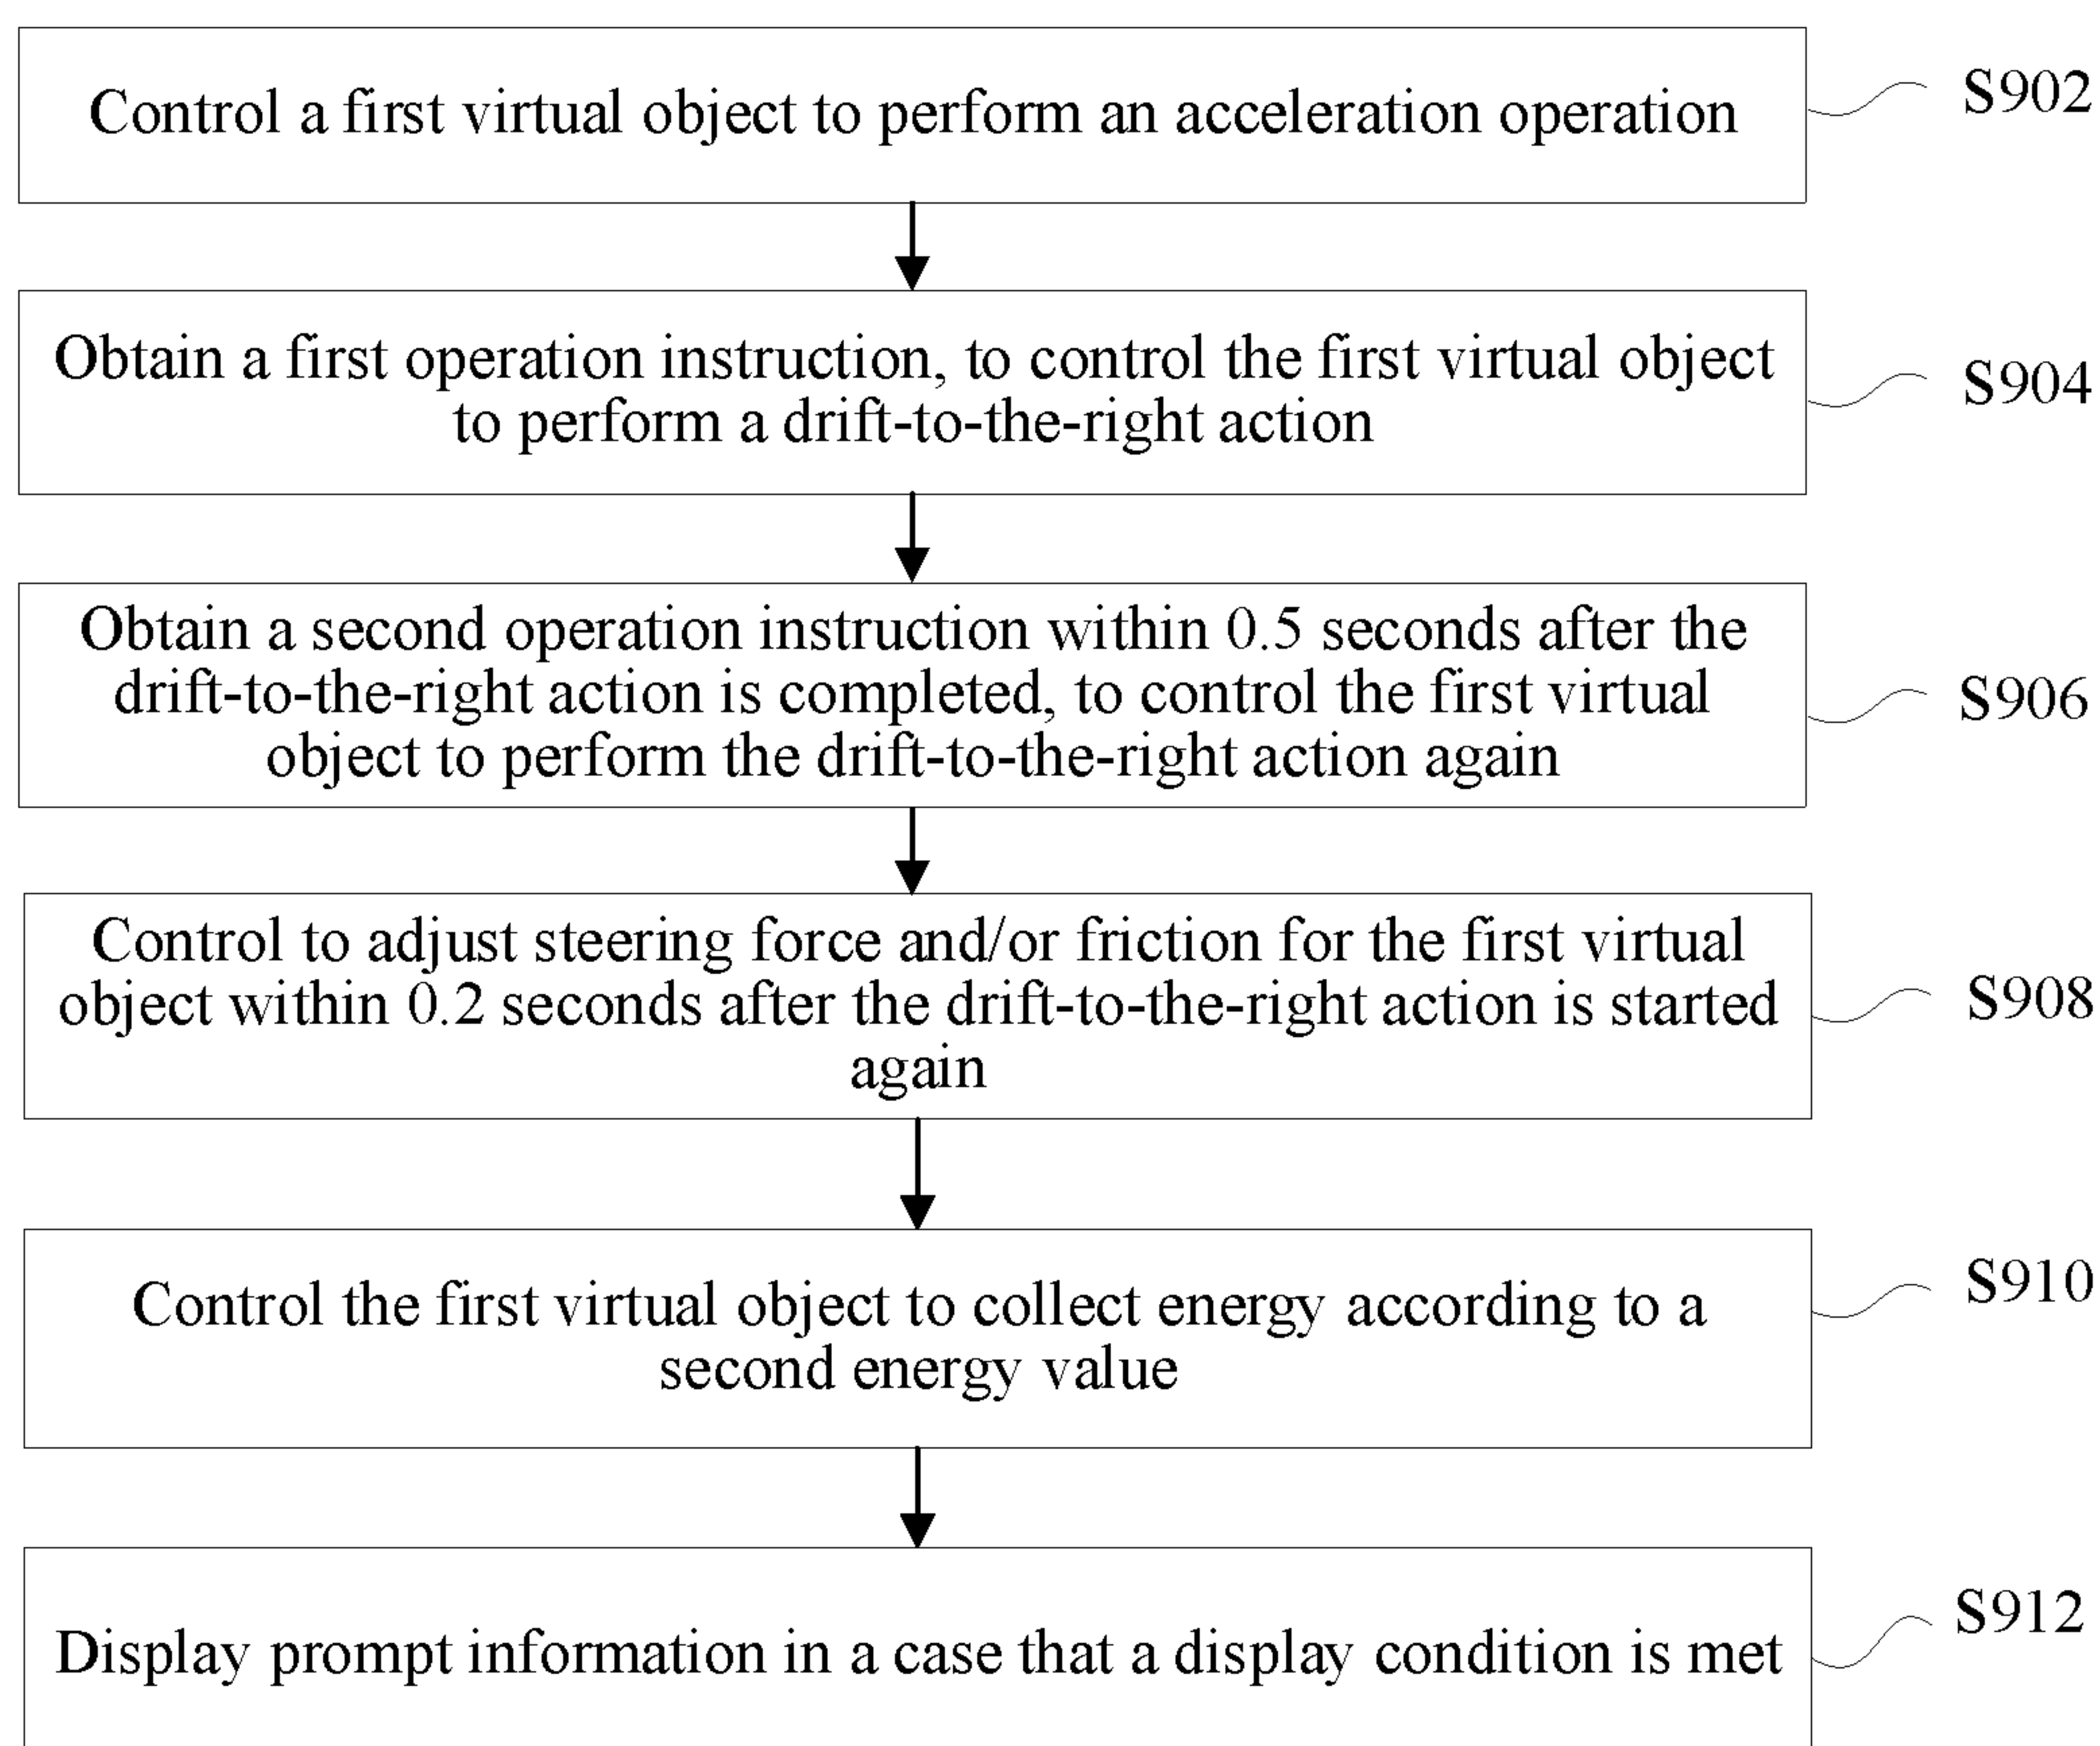 Control a first virtual object to perform an acceleration operation
S902
Obtain a first operation instruction, to control the first virtual object
to perform a drift-to-the-right action
S904
Obtain a second operation instruction within 0.5 seconds after the
drift-to-the-right action is completed, to control the first virtual
object to perform the drift-to-the-right action again
S906
Control to adjust steering force and/or friction for the first virtual
object within 0.2 seconds after the drift-to-the-right action is started
again
S908
Control the first virtual object to collect energy according to a
second energy value
S910
Display prompt information in a case that a display condition is met
S912